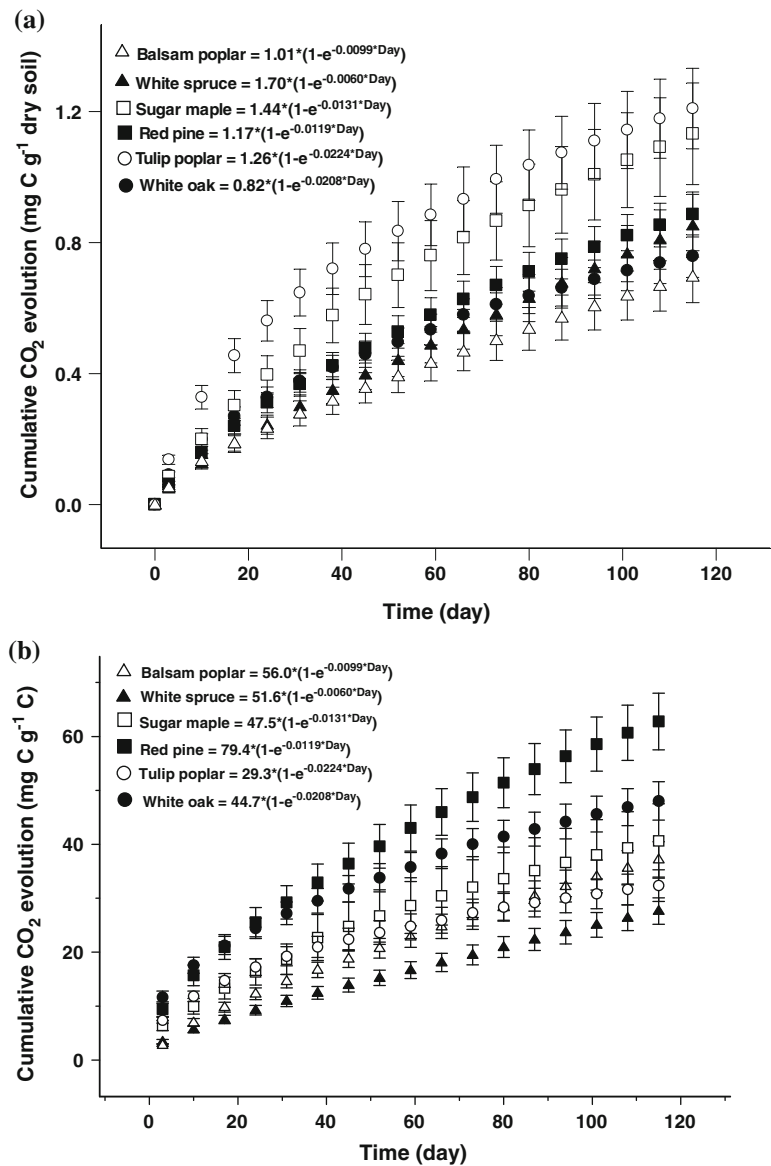 (a)
Balsam poplar = 1.01*(1-e^-0.0099*Day)
White spruce = 1.70*(1-e^-0.0060*Day)
Sugar maple = 1.44*(1-e^-0.0131*Day)
Red pine = 1.17*(1-e^-0.0119*Day)
Tulip poplar = 1.26*(1-e^-0.0224*Day)
White oak = 0.82*(1-e^-0.0208*Day)
Cumulative CO₂ evolution (mg C g⁻¹ dry soil)
1.2
0.8
0.4
0.0
0 20 40 60 80 100 120
Time (day)
(b)
Balsam poplar = 56.0*(1-e^-0.0099*Day)
White spruce = 51.6*(1-e^-0.0060*Day)
Sugar maple = 47.5*(1-e^-0.0131*Day)
Red pine = 79.4*(1-e^-0.0119*Day)
Tulip poplar = 29.3*(1-e^-0.0224*Day)
White oak = 44.7*(1-e^-0.0208*Day)
Cumulative CO₂ evolution (mg C g⁻¹ C)
60
40
20
0
0 20 40 60 80 100 120
Time (day)